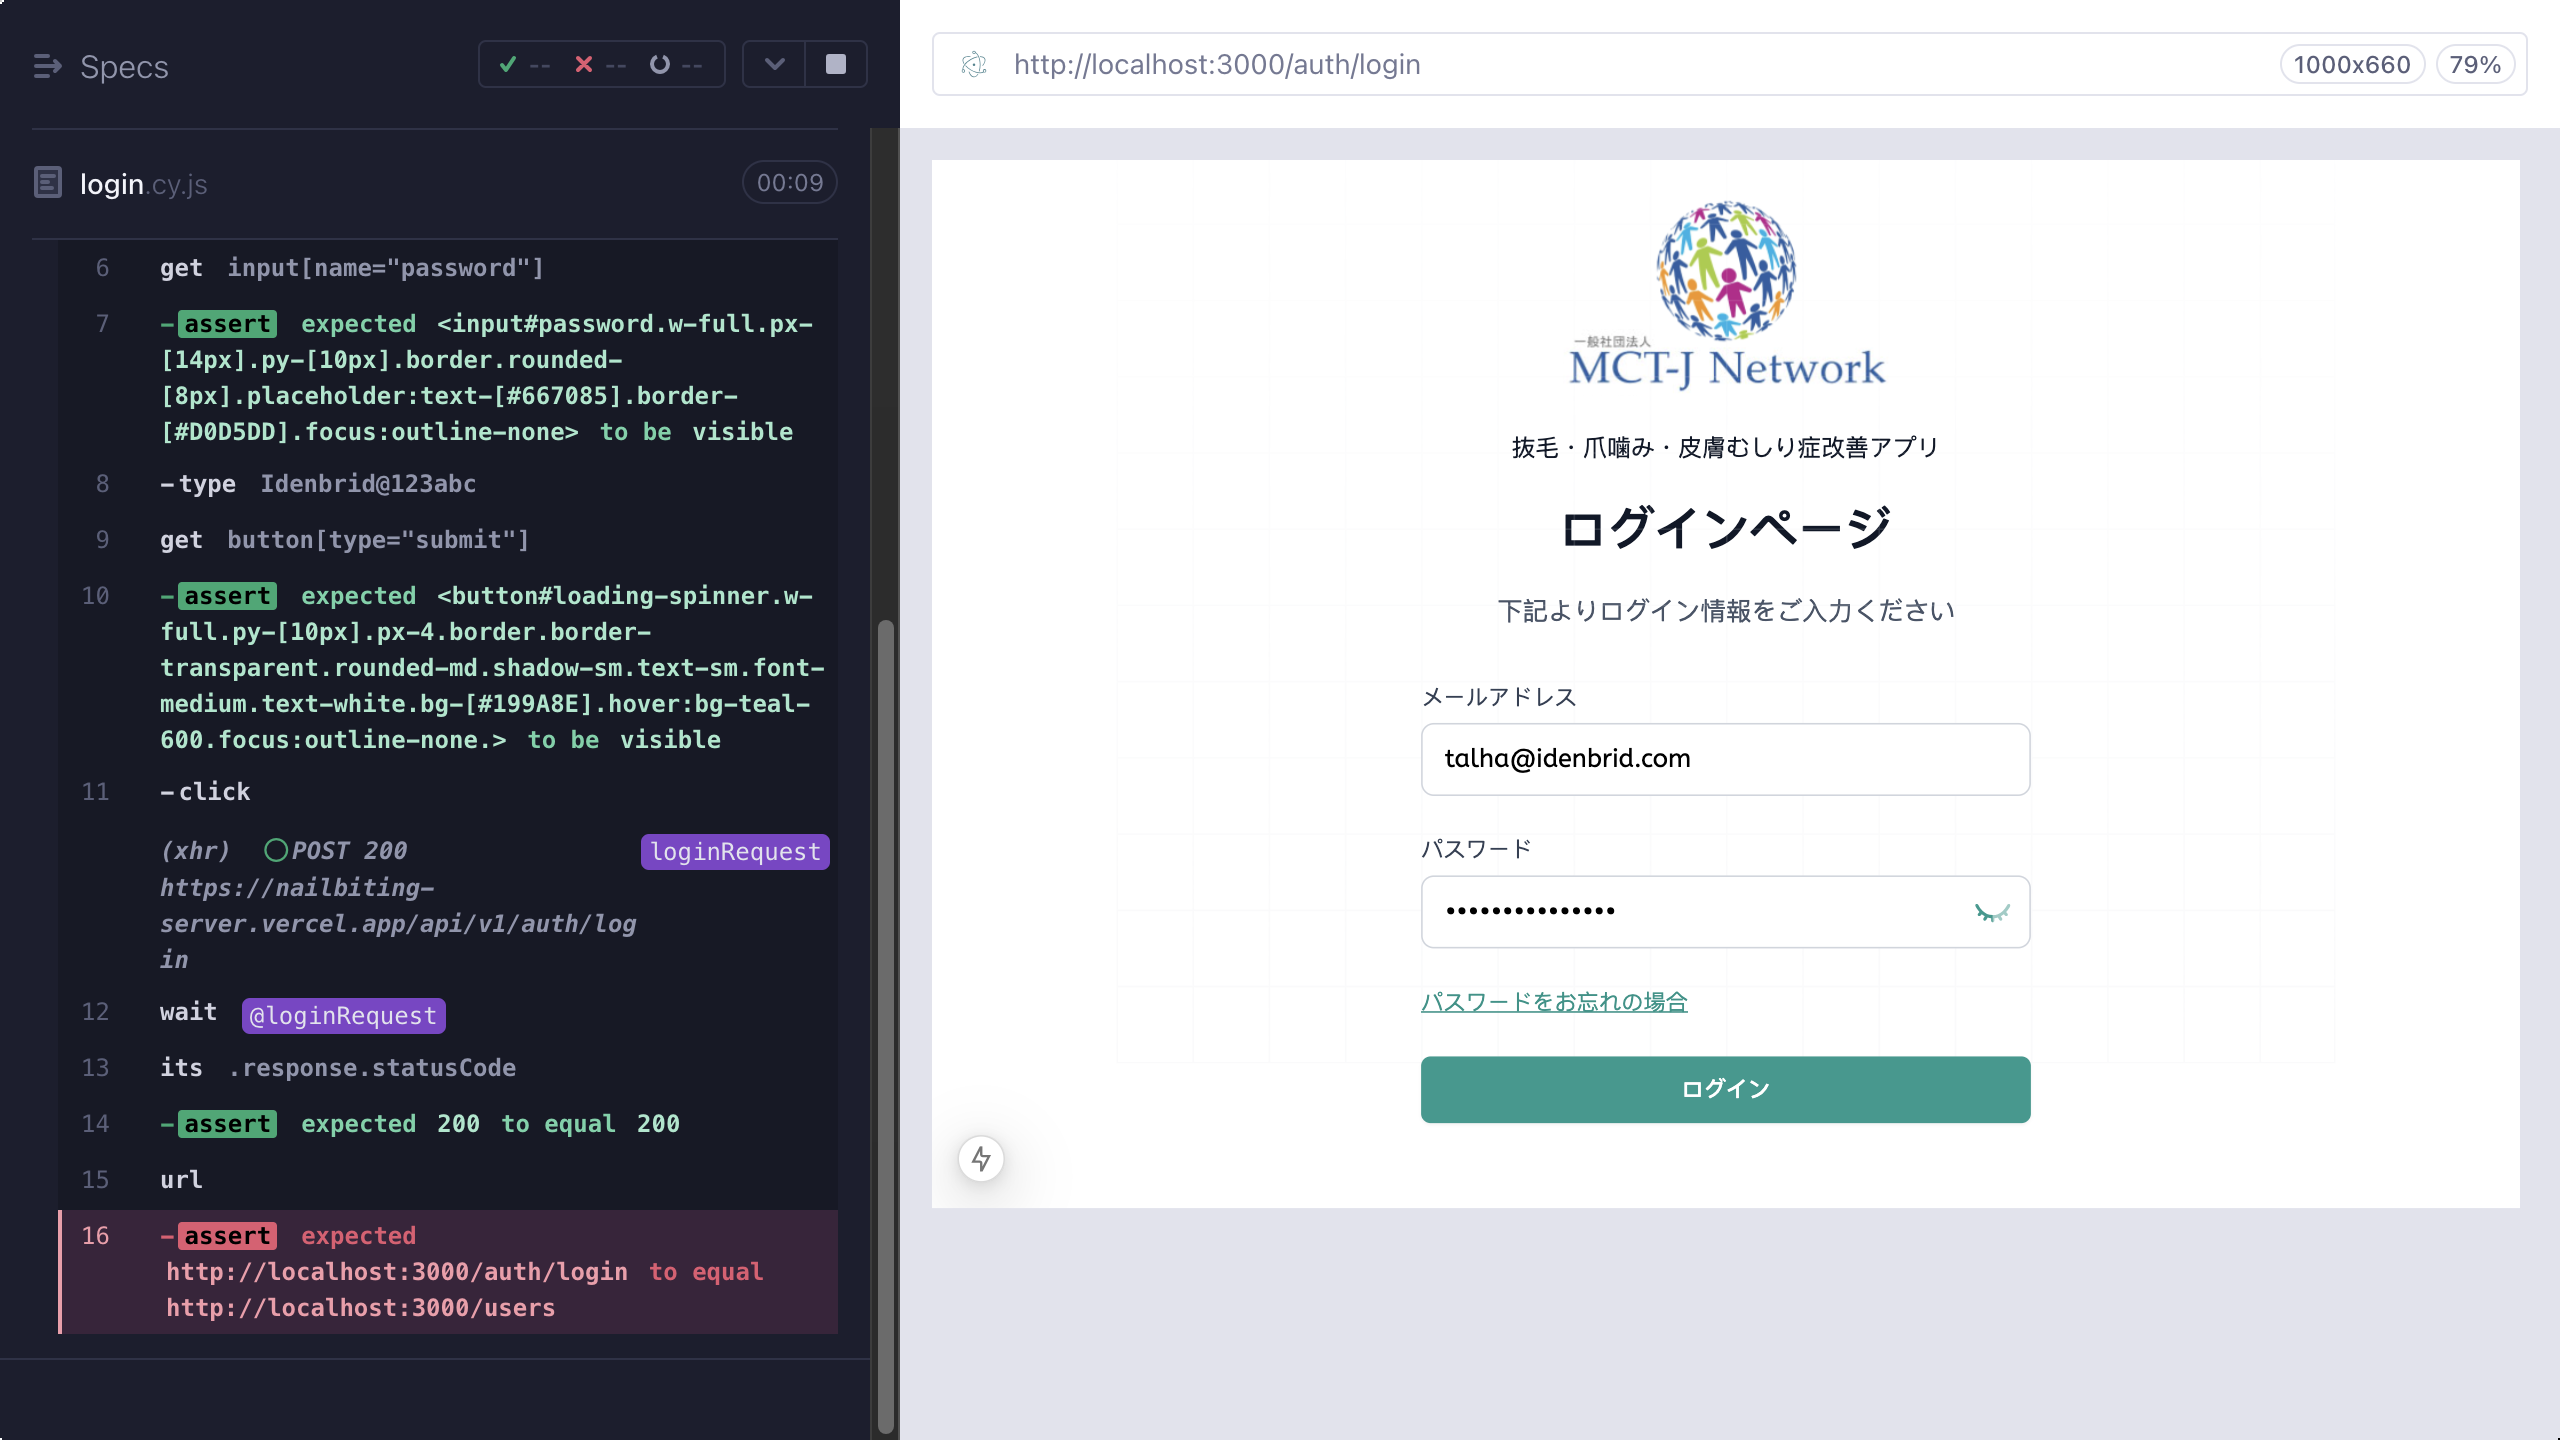 Specs
-- -- --
login.cy.js
00:09
6 get input[name="password"]
7 -assert expected <input#password.w-full.px-
[14px].py-[10px].border.rounded-
[8px].placeholder:text-[#667085].border-
[#D0D5DD].focus:outline-none> to be visible
8 -type Idenbrid@123abc
9 get button[type="submit"]
10 -assert expected <button#loading-spinner.w-
full.py-[10px].px-4.border.border-
transparent.rounded-md.shadow-sm.text-sm.font-
medium.text-white.bg-[#199A8E].hover:bg-teal-
600.focus:outline-none.> to be visible
11 -click
(xhr) POST 200 loginRequest
https://nailbiting-
server.vercel.app/api/v1/auth/log
in
12 wait @loginRequest
13 its .response.statusCode
14 -assert expected 200 to equal 200
15 url
16 -assert expected
http://localhost:3000/auth/login to equal
http://localhost:3000/users
http://localhost:3000/auth/login
1000x660
79%
一般社団法人
MCT-J Network
抜毛・爪噛み・皮膚むしり症改善アプリ
ログインページ
下記よりログイン情報をご入力ください
メールアドレス
talha@idenbrid.com
パスワード
•••••••••••••••
パスワードをお忘れの場合
ログイン